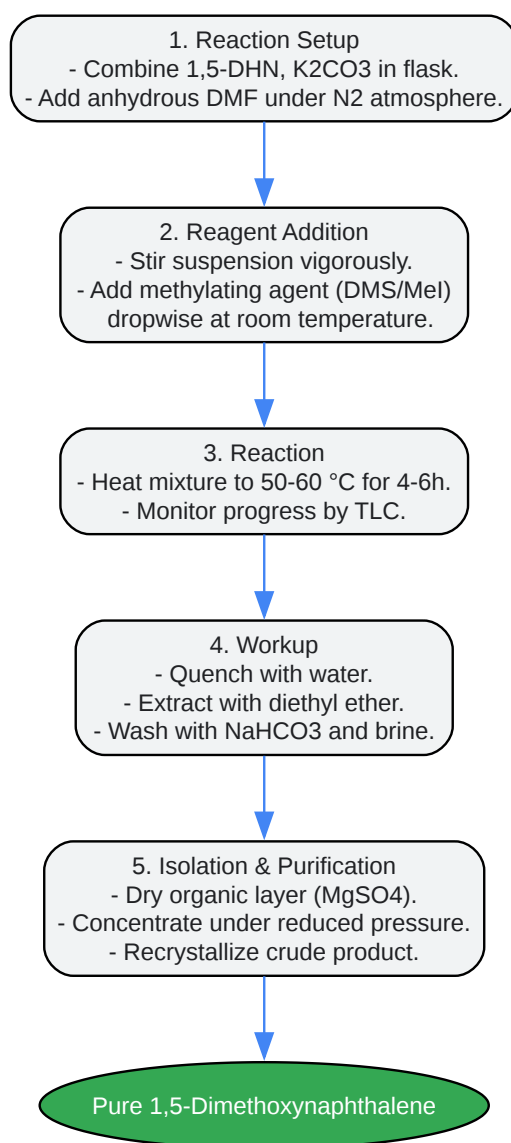 1. Reaction Setup
- Combine 1,5-DHN, K2CO3 in flask.
- Add anhydrous DMF under N2 atmosphere.
2. Reagent Addition
- Stir suspension vigorously.
- Add methylating agent (DMS/MeI)
dropwise at room temperature.
3. Reaction
- Heat mixture to 50-60 °C for 4-6h.
- Monitor progress by TLC.
4. Workup
- Quench with water.
- Extract with diethyl ether.
- Wash with NaHCO3 and brine.
5. Isolation & Purification
- Dry organic layer (MgSO4).
- Concentrate under reduced pressure.
- Recrystallize crude product.
Pure 1,5-Dimethoxynaphthalene